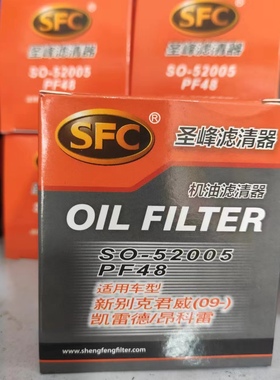 SFC
圣峰滤清器
SO-52005
PF48
SFC®
圣峰滤清器
机油滤清器
OIL FILTER
SO-52005
PF48
适用车型
新别克君威(09-)
凯雷德/昂科雷
www.shengfengfilter.com